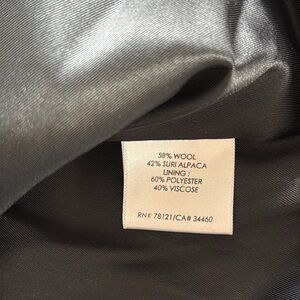 58% WOOL
42% SURI ALPACA
LINING :
60% POLYESTER
40% VISCOSE
RN# 78121/CA# 34460